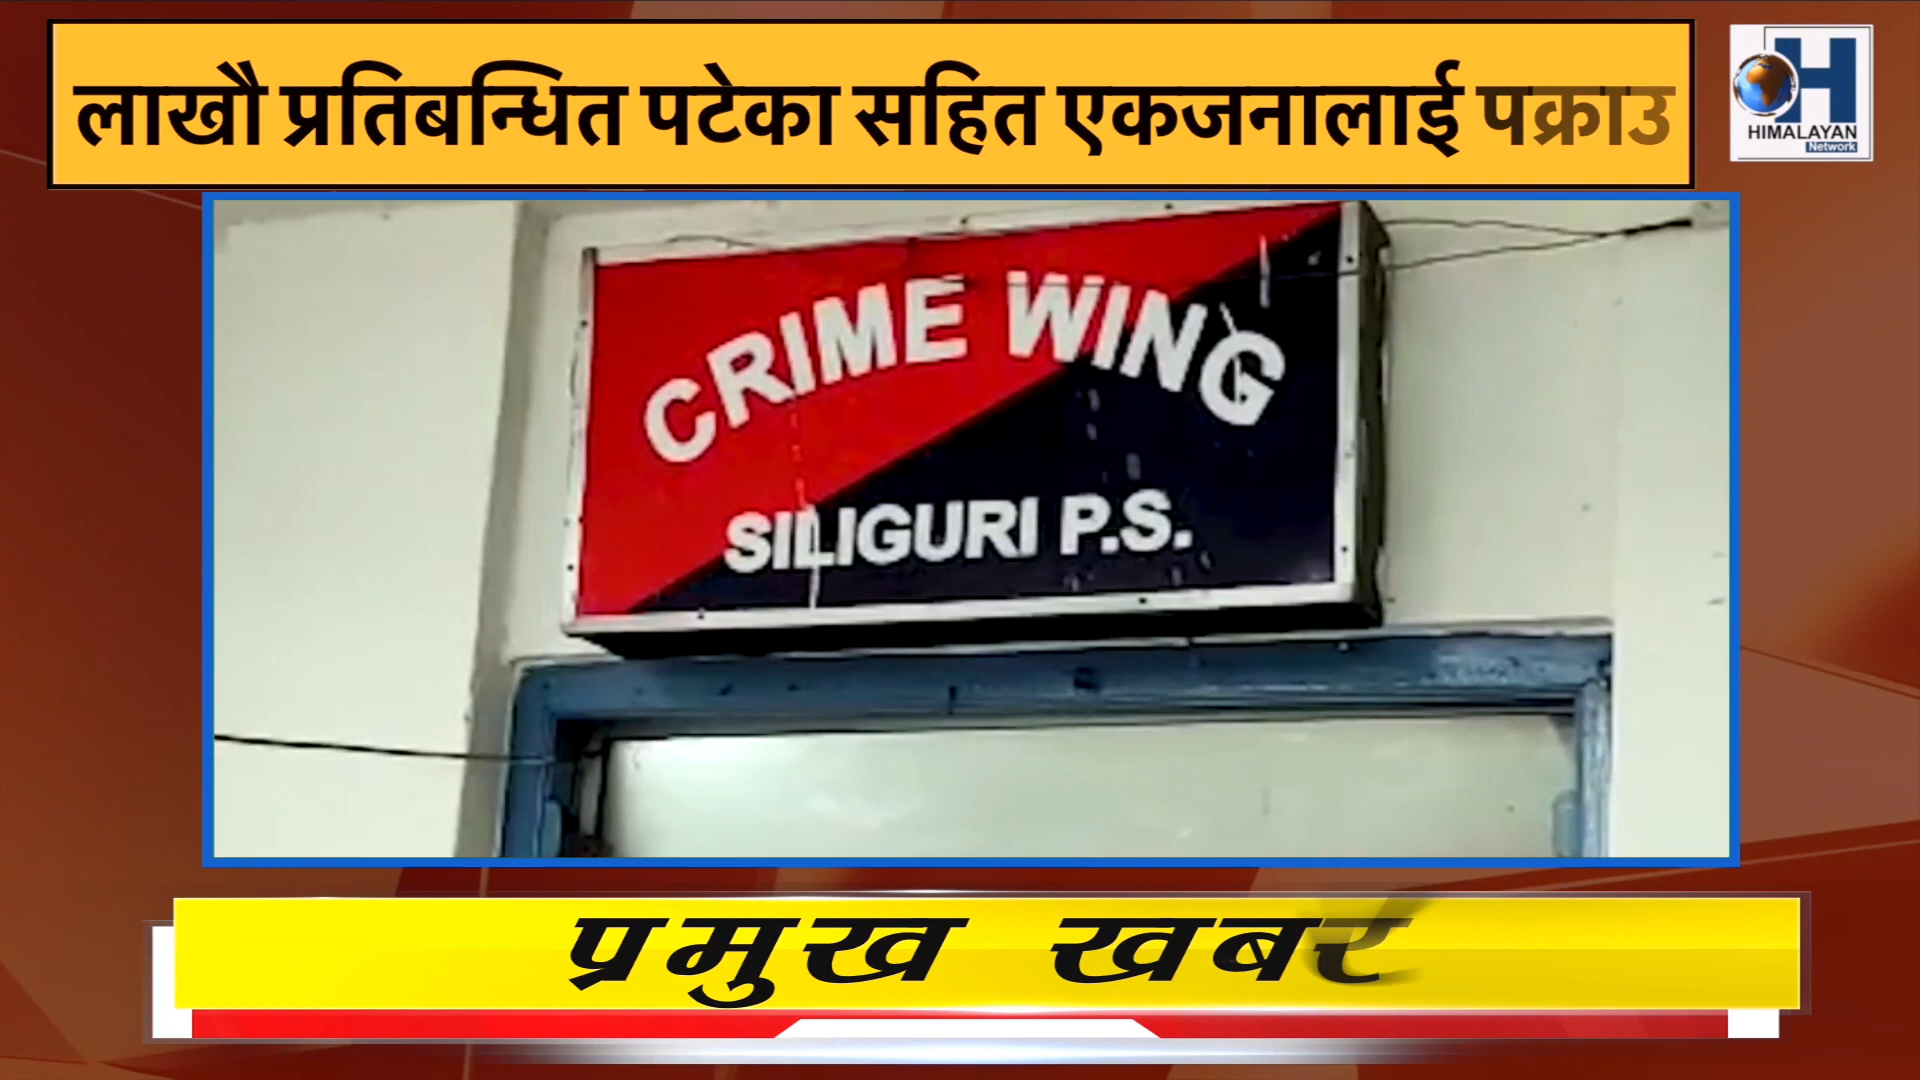 लाखौ प्रतिबन्धित पटेका सहित एकजनालाई पक्राउ
HIMALAYAN
Network
CRIME WING
SILIGURI P.S.
प्रमुख खबर